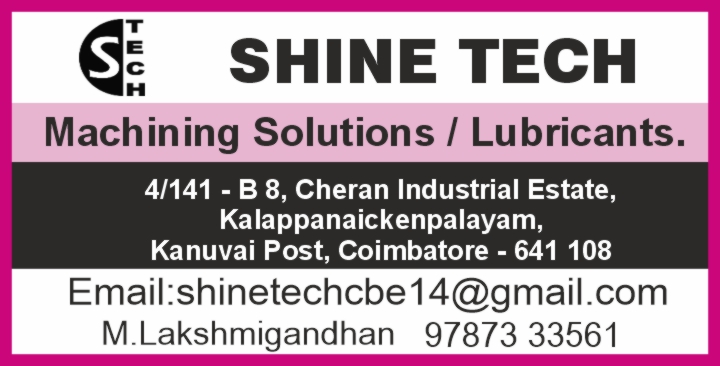 S TECH
SHINE TECH
Machining Solutions / Lubricants.
4/141 - B 8, Cheran Industrial Estate,
Kalappanaickenpalayam,
Kanuvai Post, Coimbatore - 641 108
Email:shinetechcbe14@gmail.com
M.Lakshmigandhan 97873 33561